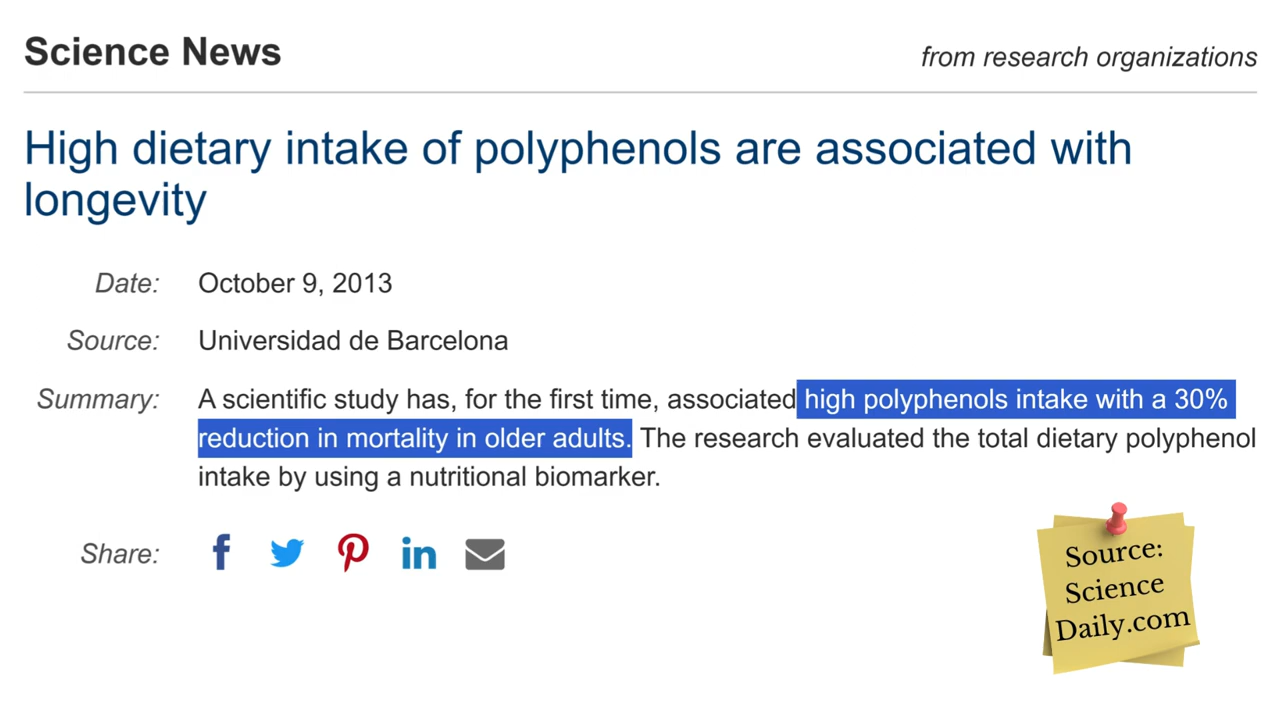 Science News
from research organizations
High dietary intake of polyphenols are associated with
longevity
Date: October 9, 2013
Source: Universidad de Barcelona
Summary: A scientific study has, for the first time, associated high polyphenols intake with a 30%
reduction in mortality in older adults. The research evaluated the total dietary polyphenol
intake by using a nutritional biomarker.
Share:
Source:
Science
Daily.com